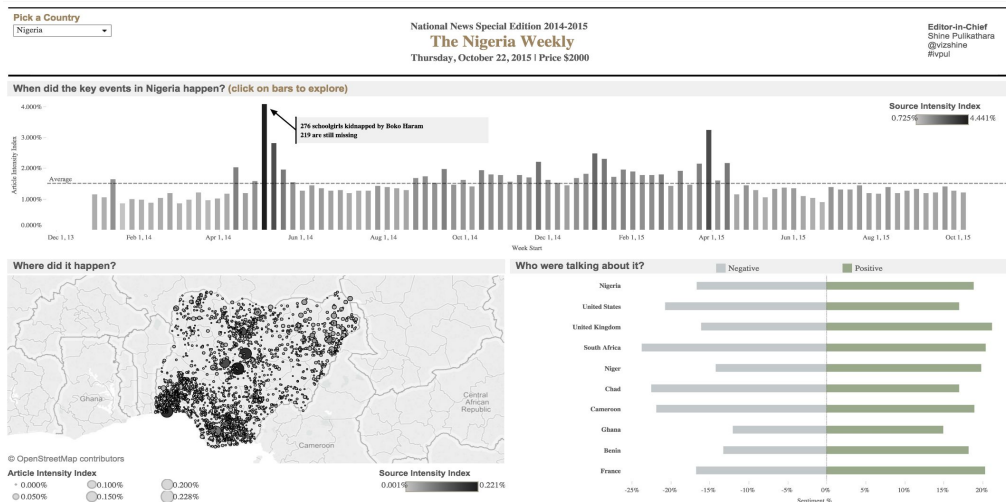 Pick a Country
Nigeria
National News Special Edition 2014-2015
The Nigeria Weekly
Thursday, October 22, 2015 | Price $2000
Editor-in-Chief
Shine Pulikathara
@vizshine
#ivpul
When did the key events in Nigeria happen? (click on bars to explore)
4.000%
3.000%
2.000%
1.000%
0.000%
Article Intensity Index
Average
276 schoolgirls kidnapped by Boko Haram
219 are still missing
Source Intensity Index
0.725% 4.441%
Dec 1, 13 Feb 1, 14 Apr 1, 14 Jun 1, 14 Aug 1, 14 Oct 1, 14 Dec 1, 14 Feb 1, 15 Apr 1, 15 Jun 1, 15 Aug 1, 15 Oct 1, 15
Week Start
Where did it happen?
Ghana
Cameroon
Central
African
Republic
© OpenStreetMap contributors
Article Intensity Index
0.000% 0.100% 0.200%
0.050% 0.150% 0.228%
Source Intensity Index
0.001% 0.221%
Who were talking about it?
Negative Positive
Nigeria
United States
United Kingdom
South Africa
Niger
Chad
Cameroon
Ghana
Benin
France
-25% -20% -15% -10% -5% 0% 5% 10% 15% 20%
Sentiment %